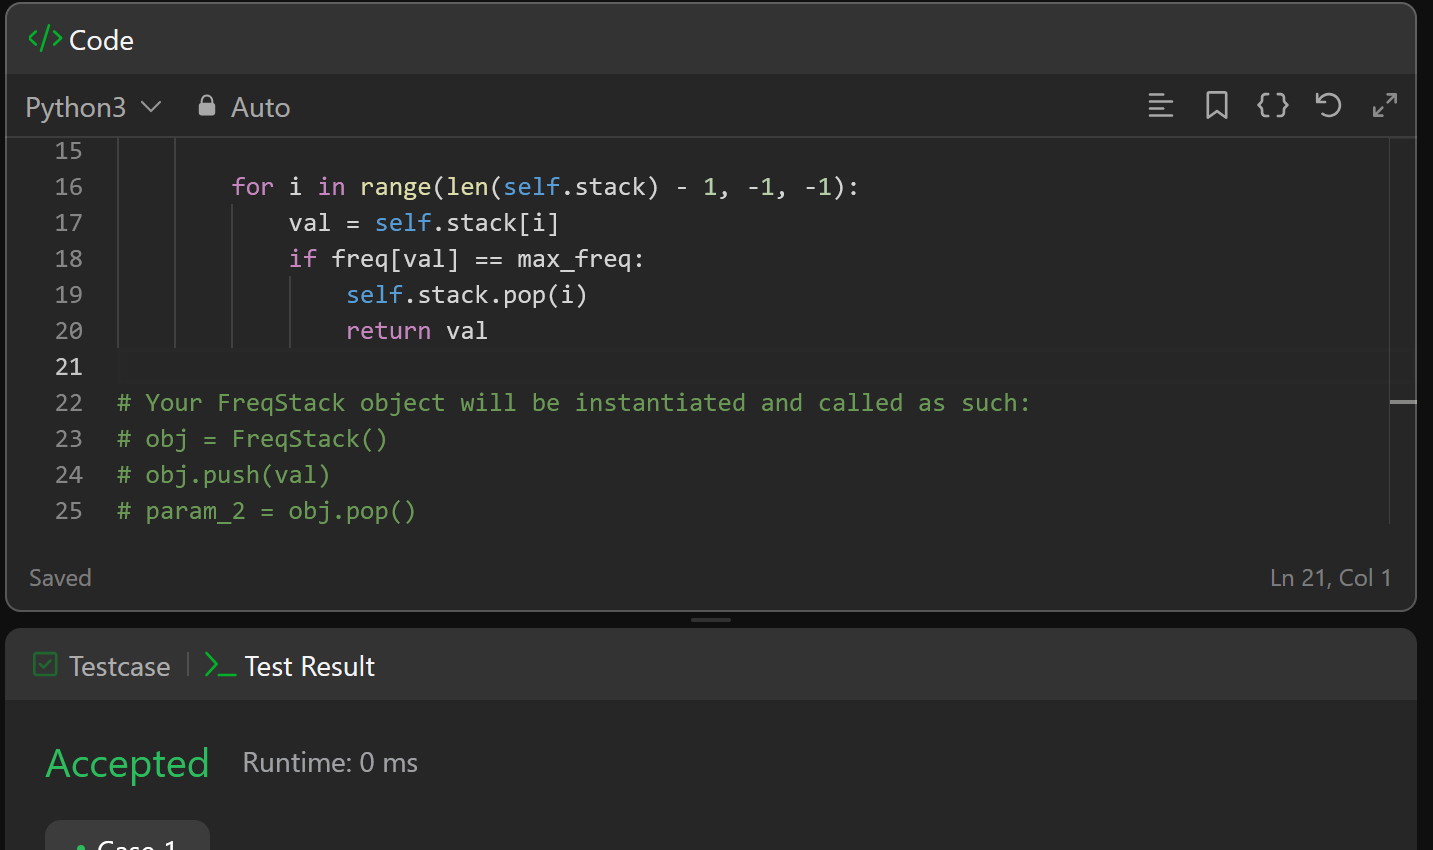 </> Code
Python3 Auto
15
16 for i in range(len(self.stack) - 1, -1, -1):
17 val = self.stack[i]
18 if freq[val] == max_freq:
19 self.stack.pop(i)
20 return val
21
22 # Your FreqStack object will be instantiated and called as such:
23 # obj = FreqStack()
24 # obj.push(val)
25 # param_2 = obj.pop()
Saved Ln 21, Col 1
Testcase | >_ Test Result
Accepted Runtime: 0 ms
Case 1